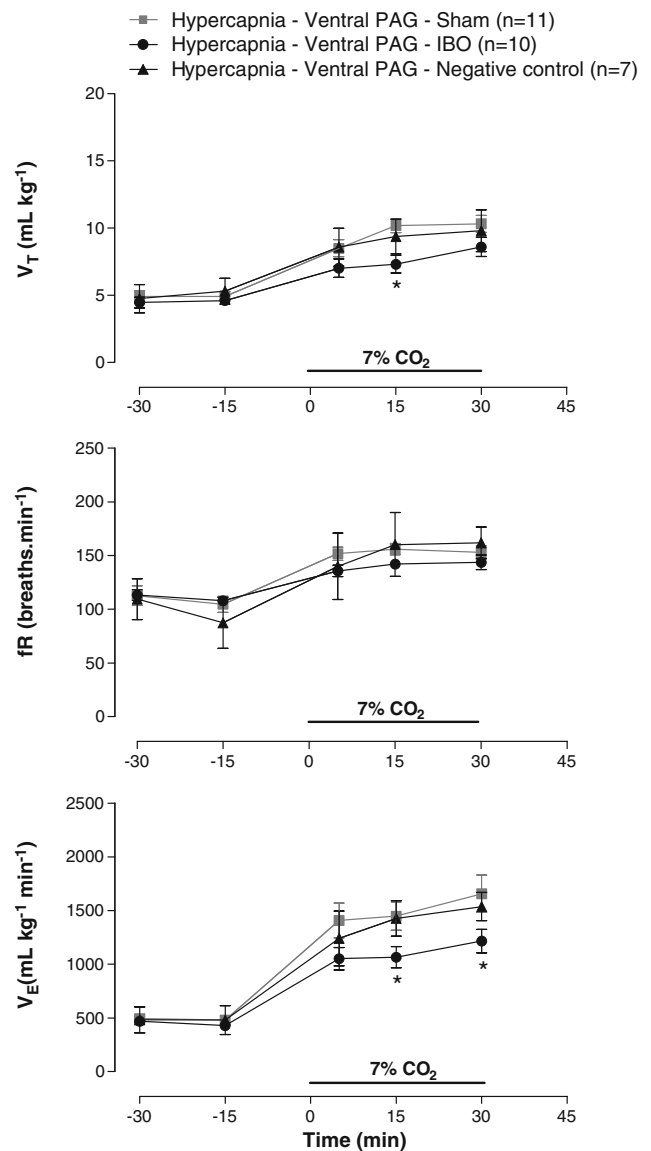 Hypercapnia - Ventral PAG - Sham (n=11)
Hypercapnia - Ventral PAG - IBO (n=10)
Hypercapnia - Ventral PAG - Negative control (n=7)
20
15
10
5
0
V_T (mL kg⁻¹)
*
7% CO₂
-30 -15 0 15 30 45
250
200
150
100
50
0
fR (breaths.min⁻¹)
7% CO₂
-30 -15 0 15 30 45
2500
2000
1500
1000
500
0
V_E(mL kg⁻¹ min⁻¹)
* *
7% CO₂
-30 -15 0 15 30 45
Time (min)